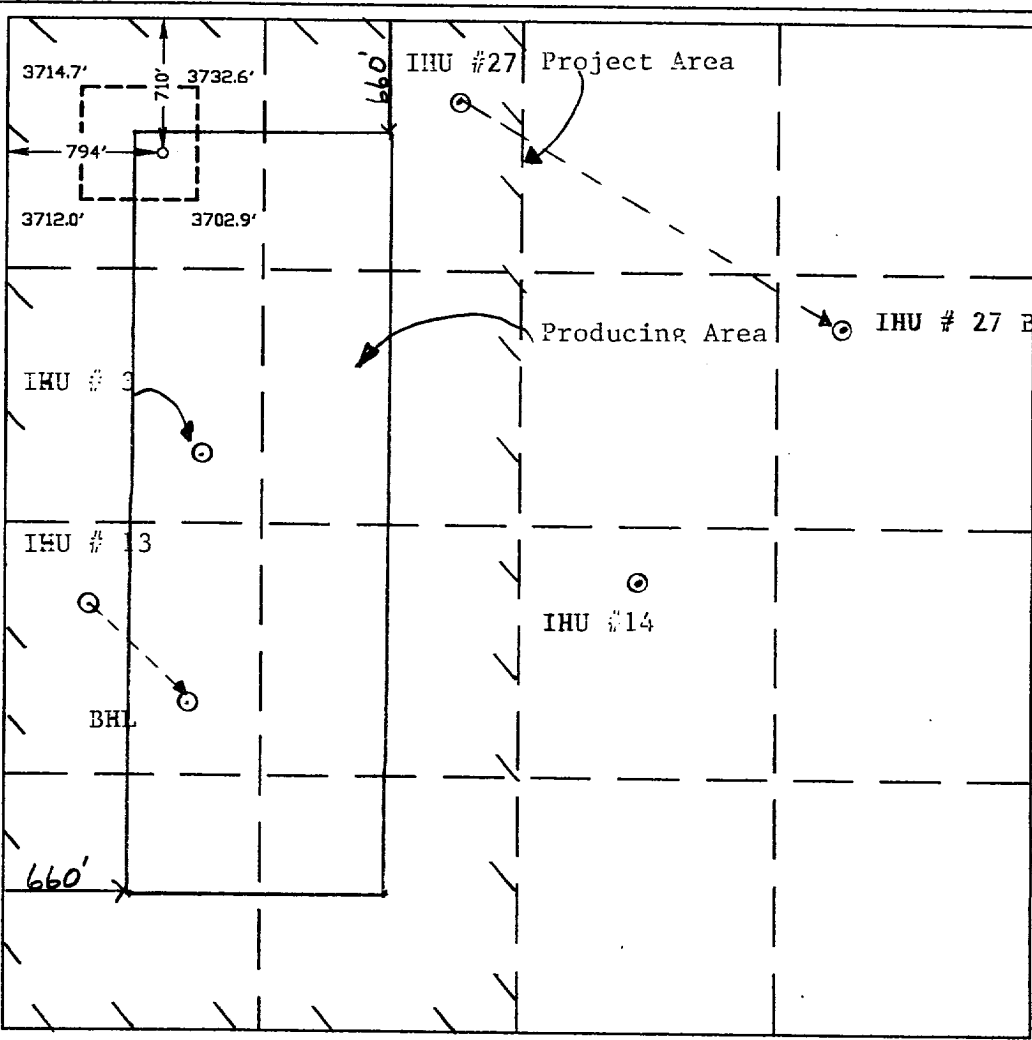 IHU #27 Project Area
3714.7' 710' 3732.6' 660'
794'
3712.0' 3702.9'
IHU # 27 B
Producing Area
IHU # 3
IHU # 13
IHU #14
BHL
660'